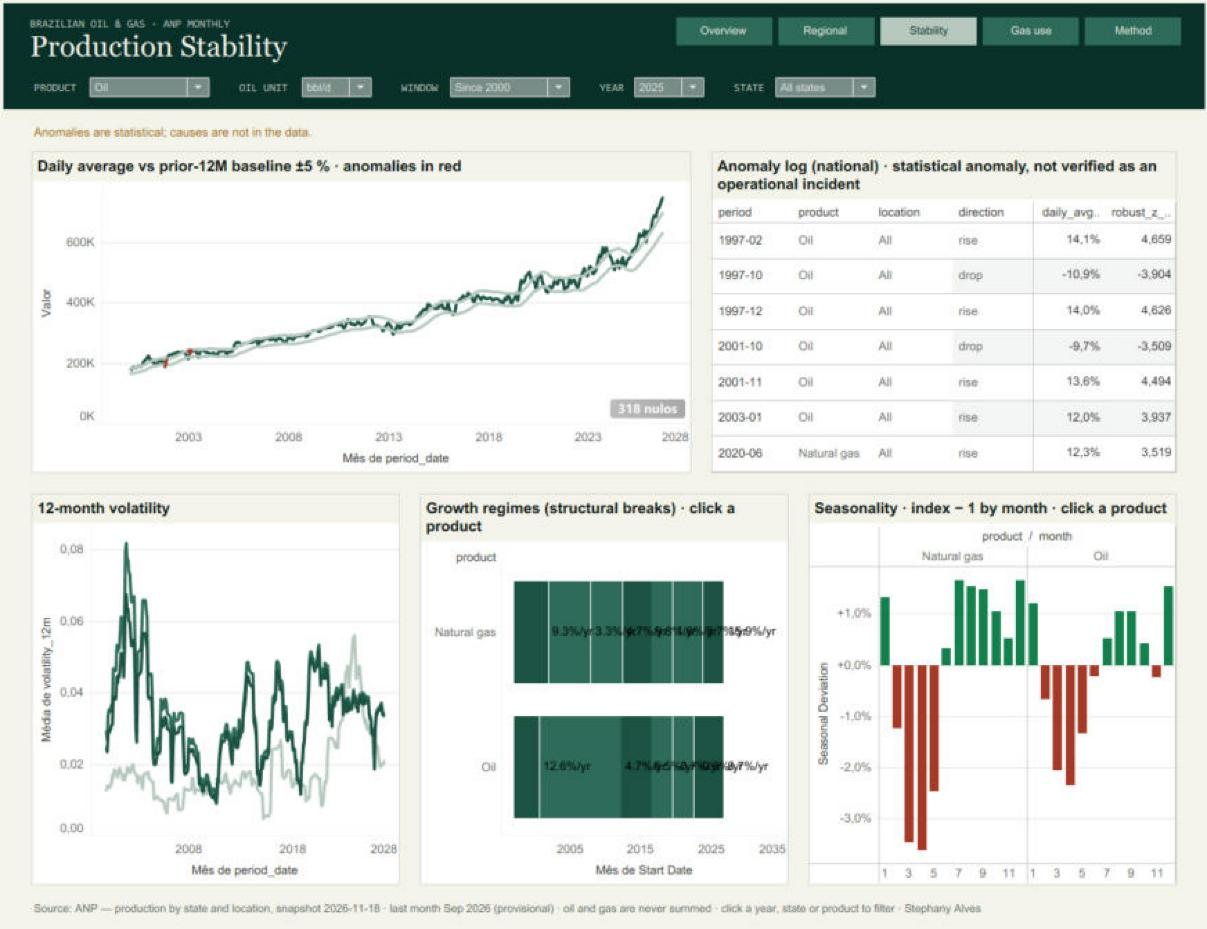 BRAZILIAN OIL & GAS · ANP MONTHLY
Production Stability
Overview
Regional
Stability
Gas use
Method
PRODUCT
Oil
OIL UNIT
bbl/d
WINDOW
Since 2000
YEAR
2025
STATE
All states
Anomalies are statistical; causes are not in the data.
Daily average vs prior-12M baseline ±5 % · anomalies in red
Valor
600K
400K
200K
0K
318 nulos
2003 2008 2013 2018 2023 2028
Mês de period_date
Anomaly log (national) · statistical anomaly, not verified as an
operational incident
period product location direction daily_avg.. robust_z_..
1997-02 Oil All rise 14,1% 4,659
1997-10 Oil All drop -10,9% -3,904
1997-12 Oil All rise 14,0% 4,626
2001-10 Oil All drop -9,7% -3,509
2001-11 Oil All rise 13,6% 4,494
2003-01 Oil All rise 12,0% 3,937
2020-06 Natural gas All rise 12,3% 3,519
12-month volatility
Média de volatility_12m
0,08
0,06
0,04
0,02
0,00
2008 2018 2028
Mês de period_date
Growth regimes (structural breaks) · click a
product
product
Natural gas
9.3%/yr 3.3%/yr
Oil
12.6%/yr 4.7%
2005 2015 2025 2035
Mês de Start Date
Seasonality · index − 1 by month · click a product
product / month
Natural gas Oil
Seasonal Deviation
+1,0%
+0,0%
-1,0%
-2,0%
-3,0%
1 3 5 7 9 11 1 3 5 7 9 11
Source: ANP — production by state and location, snapshot 2026-11-18 · last month Sep 2026 (provisional) · oil and gas are never summed · click a year, state or product to filter · Stephany Alves